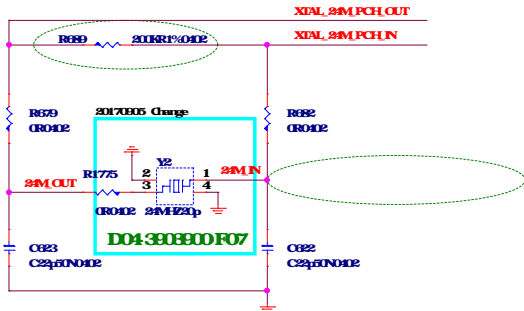 XTAL_24M_PCH_OUT
R689 200KR1%0402
XTAL_24M_PCH_IN
R679
0R0402
20170905 Change
R682
0R0402
Y2
R1775
2 1
24M_IN
24M_OUT
3 4
0R0402
24MHZ20p
D04-3903900-F07
C623
C22p50N0402
C622
C22p50N0402